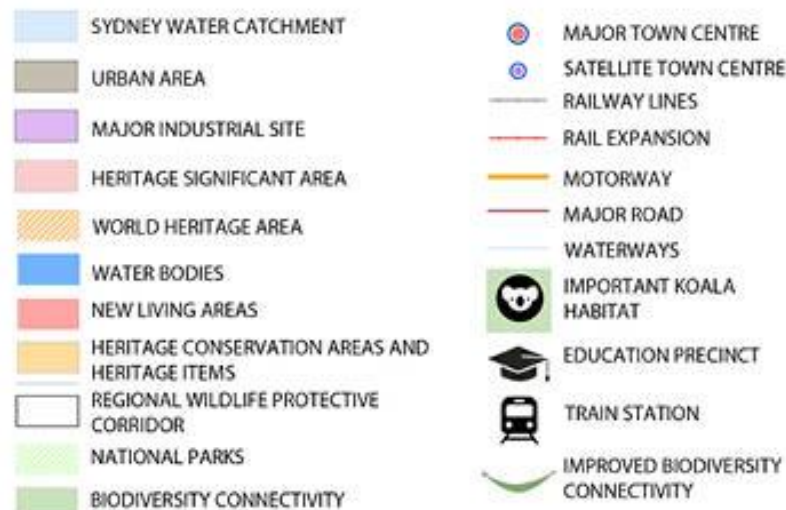 SYDNEY WATER CATCHMENT
URBAN AREA
MAJOR INDUSTRIAL SITE
HERITAGE SIGNIFICANT AREA
WORLD HERITAGE AREA
WATER BODIES
NEW LIVING AREAS
HERITAGE CONSERVATION AREAS AND
HERITAGE ITEMS
REGIONAL WILDLIFE PROTECTIVE
CORRIDOR
NATIONAL PARKS
BIODIVERSITY CONNECTIVITY
MAJOR TOWN CENTRE
SATELLITE TOWN CENTRE
RAILWAY LINES
RAIL EXPANSION
MOTORWAY
MAJOR ROAD
WATERWAYS
IMPORTANT KOALA
HABITAT
EDUCATION PRECINCT
TRAIN STATION
IMPROVED BIODIVERSITY
CONNECTIVITY